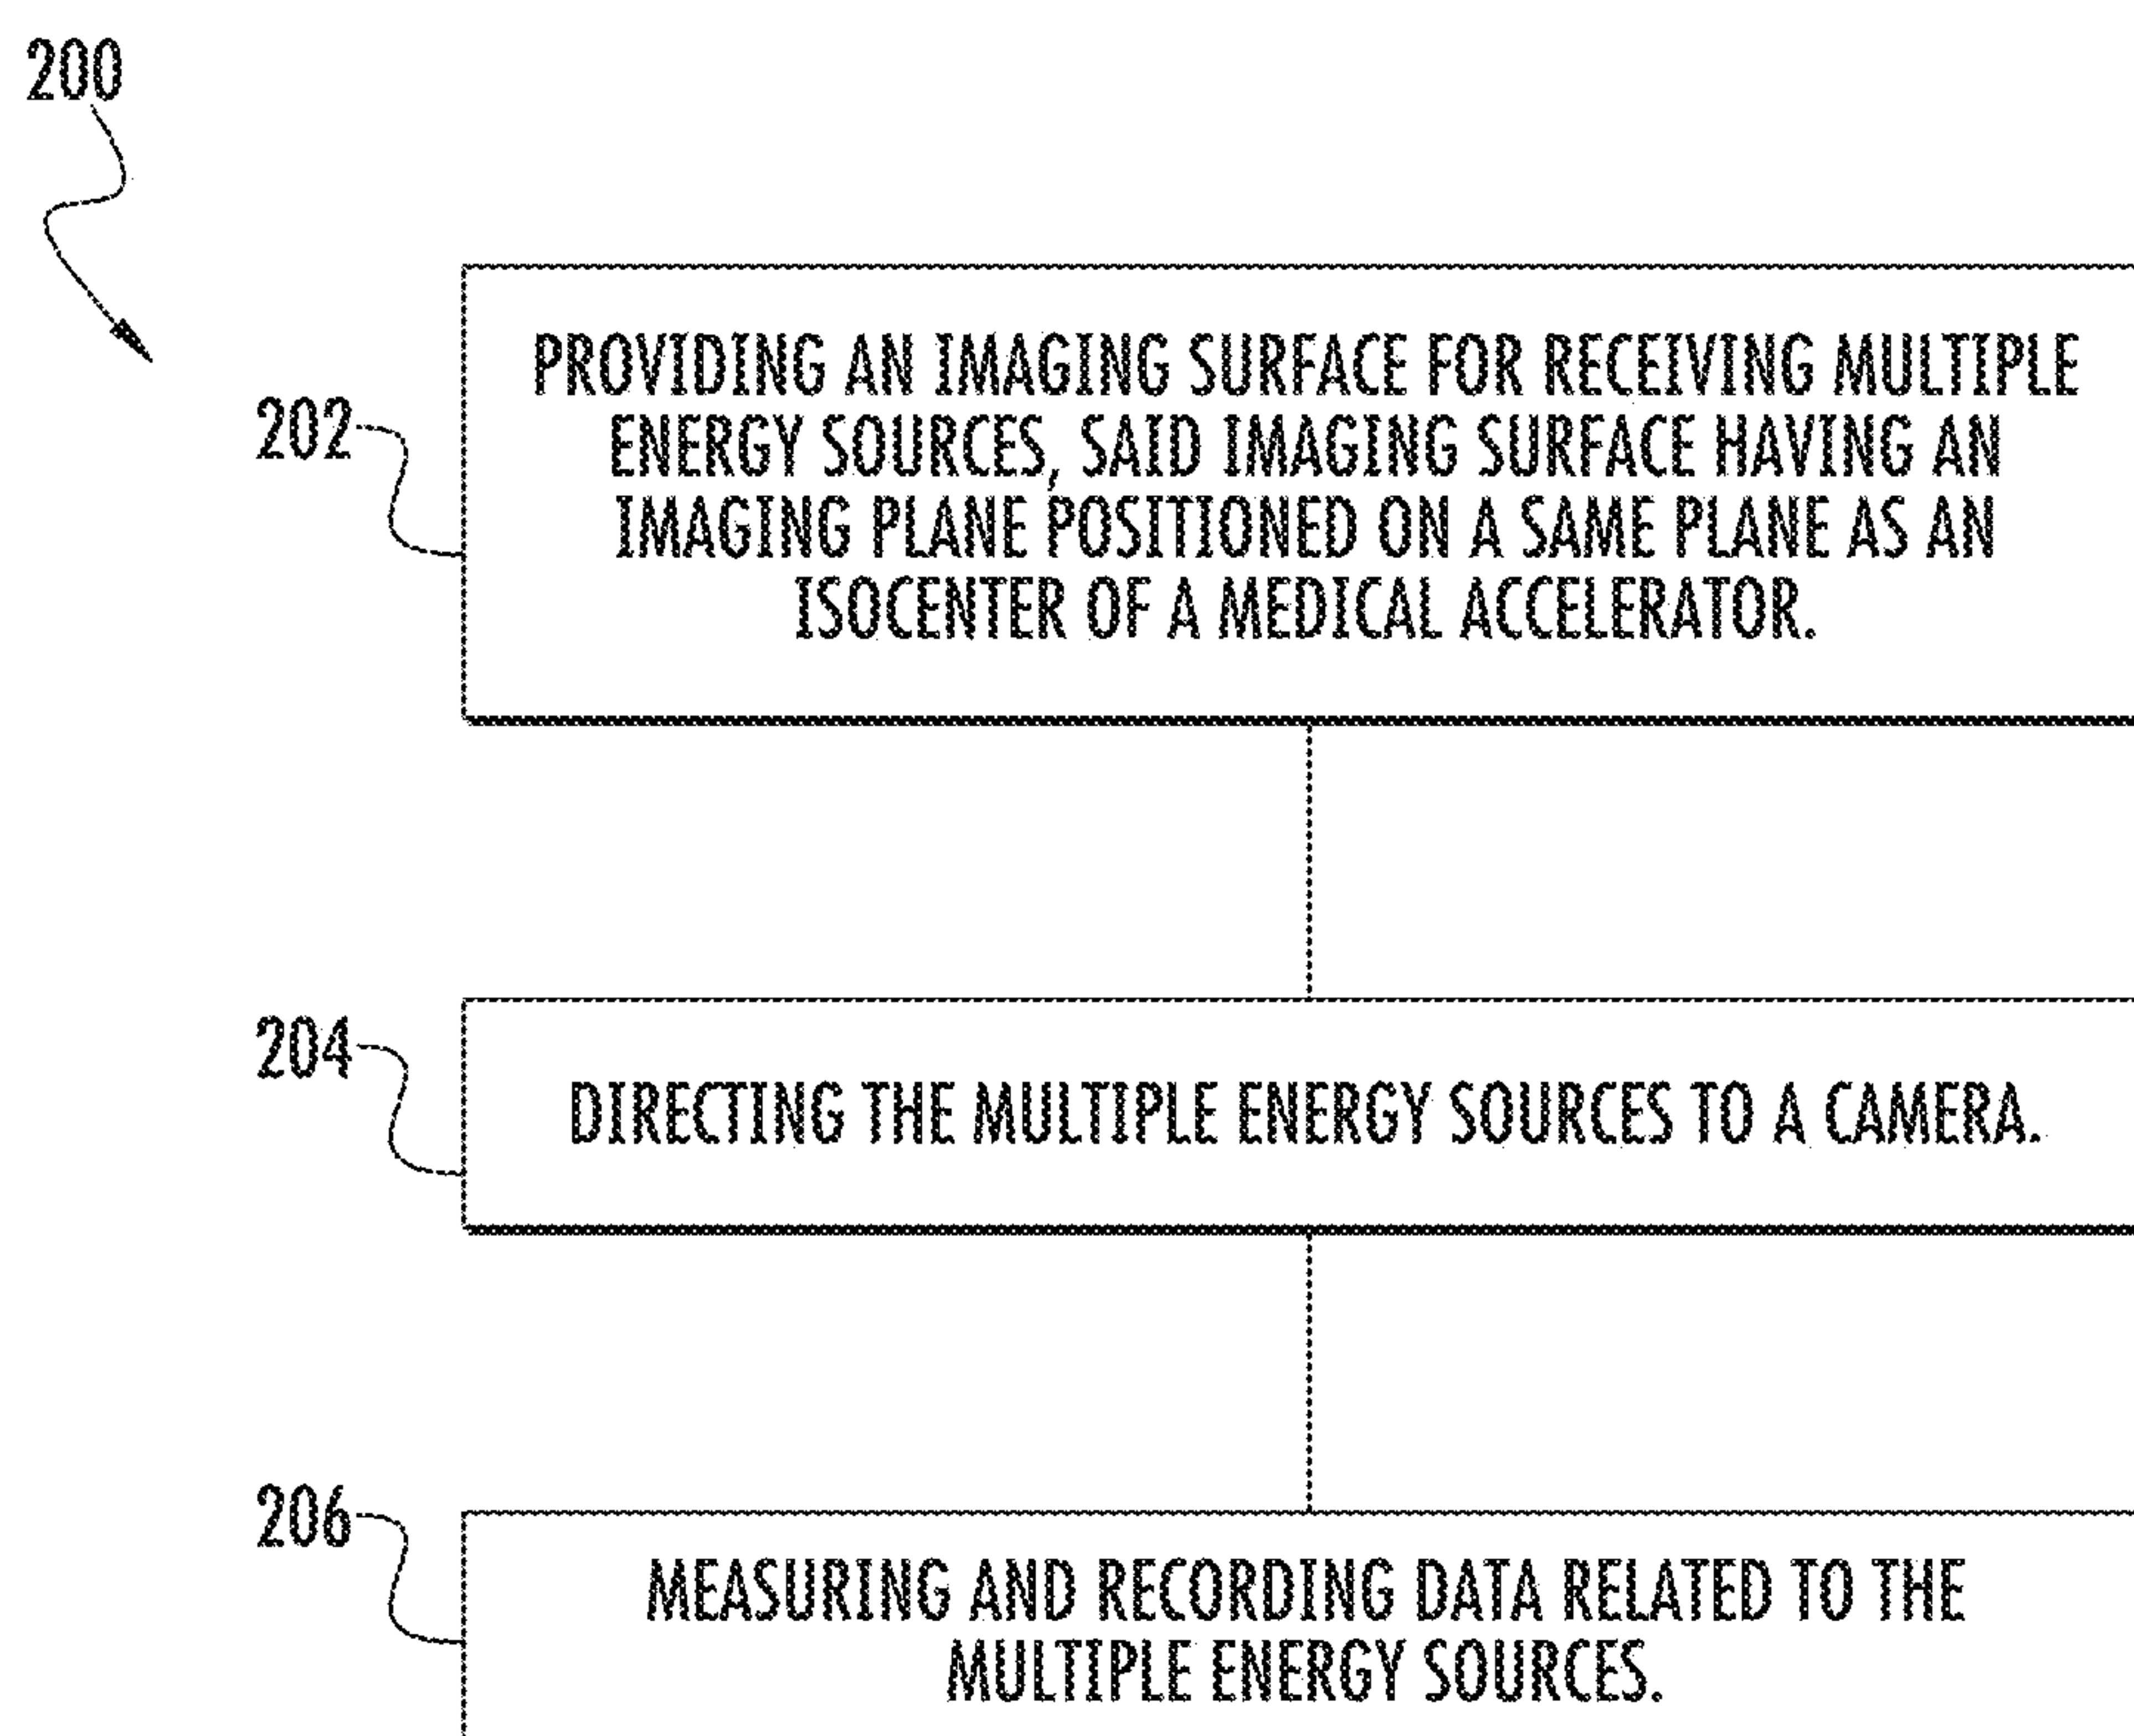 200
202
PROVIDING AN IMAGING SURFACE FOR RECEIVING MULTIPLE
ENERGY SOURCES, SAID IMAGING SURFACE HAVING AN
IMAGING PLANE POSITIONED ON A SAME PLANE AS AN
ISOCENTER OF A MEDICAL ACCELERATOR.
204
DIRECTING THE MULTIPLE ENERGY SOURCES TO A CAMERA.
206
MEASURING AND RECORDING DATA RELATED TO THE
MULTIPLE ENERGY SOURCES.